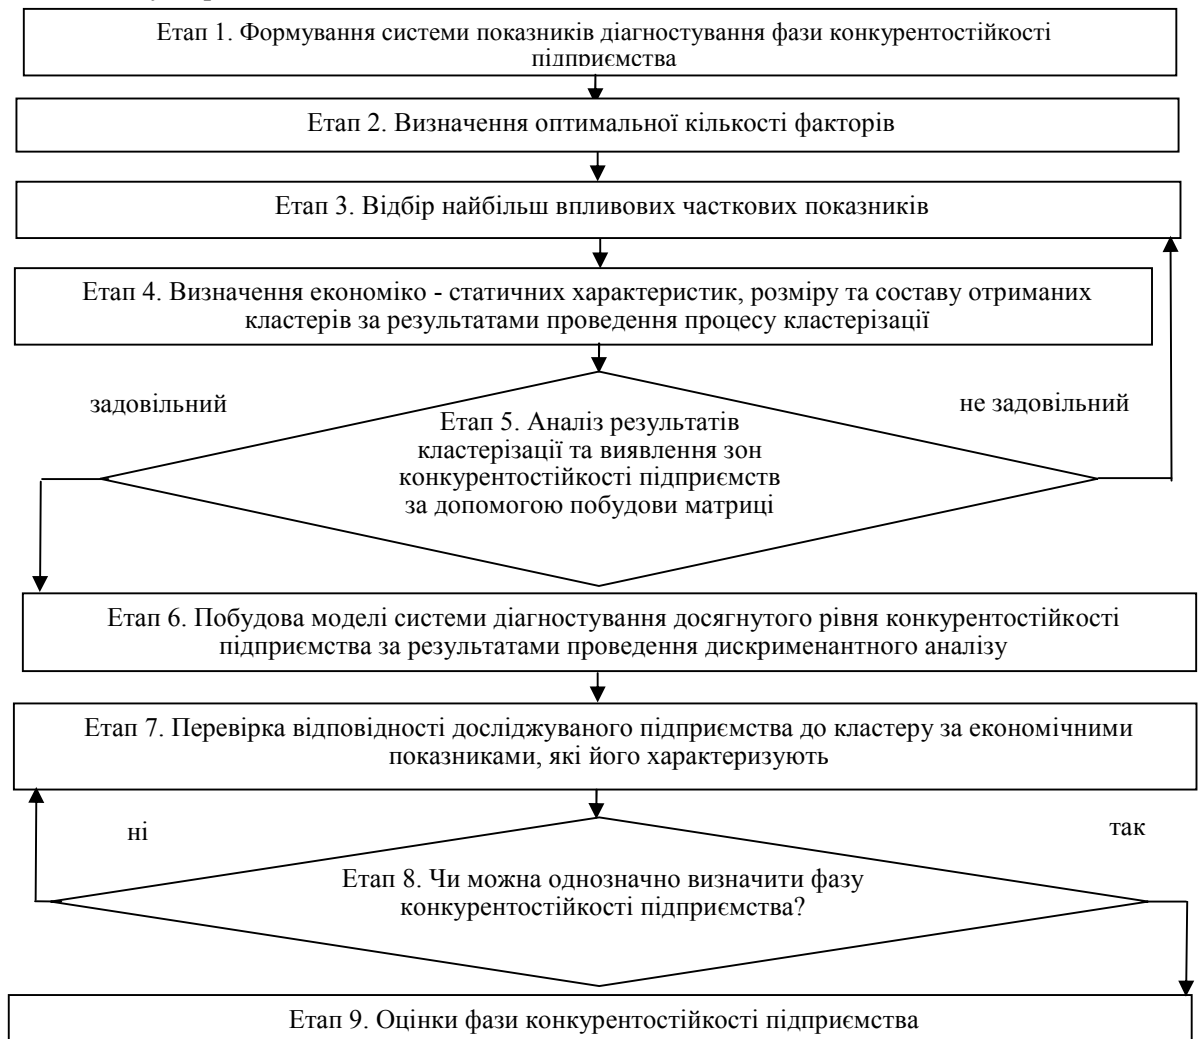 Етап 1. Формування системи показників діагностування фази конкурентостійкості
підприємства
Етап 2. Визначення оптимальної кількості факторів
Етап 3. Відбір найбільш впливових часткових показників
Етап 4. Визначення економіко - статичних характеристик, розміру та составу отриманих
кластерів за результатами проведення процесу кластерізації
задовільний
не задовільний
Етап 5. Аналіз результатів
кластерізації та виявлення зон
конкурентостійкості підприємств
за допомогою побудови матриці
Етап 6. Побудова моделі системи діагностування досягнутого рівня конкурентостійкості
підприємства за результатами проведення дискременантного аналізу
Етап 7. Перевірка відповідності досліджуваного підприємства до кластеру за економічними
показниками, які його характеризують
ні
так
Етап 8. Чи можна однозначно визначити фазу
конкурентостійкості підприємства?
Етап 9. Оцінки фази конкурентостійкості підприємства